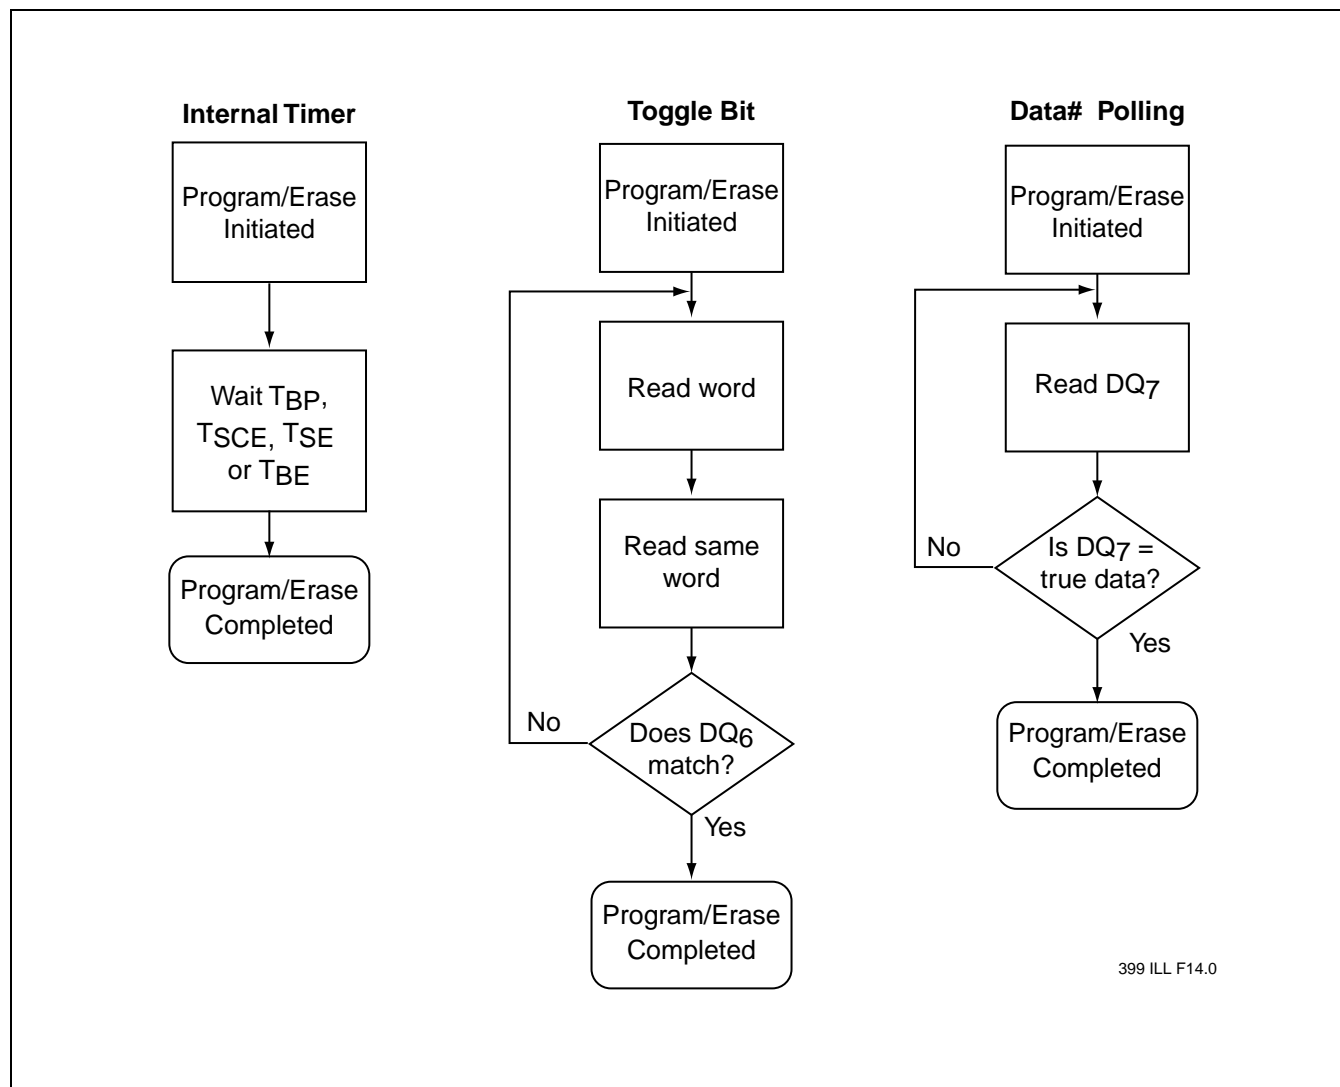 Internal Timer
Program/Erase
Initiated
Wait TBP,
TSCE, TSE
or TBE
Program/Erase
Completed
Toggle Bit
Program/Erase
Initiated
Read word
Read same
word
No
Does DQ6
match?
Yes
Program/Erase
Completed
Data# Polling
Program/Erase
Initiated
Read DQ7
No
Is DQ7 =
true data?
Yes
Program/Erase
Completed
399 ILL F14.0